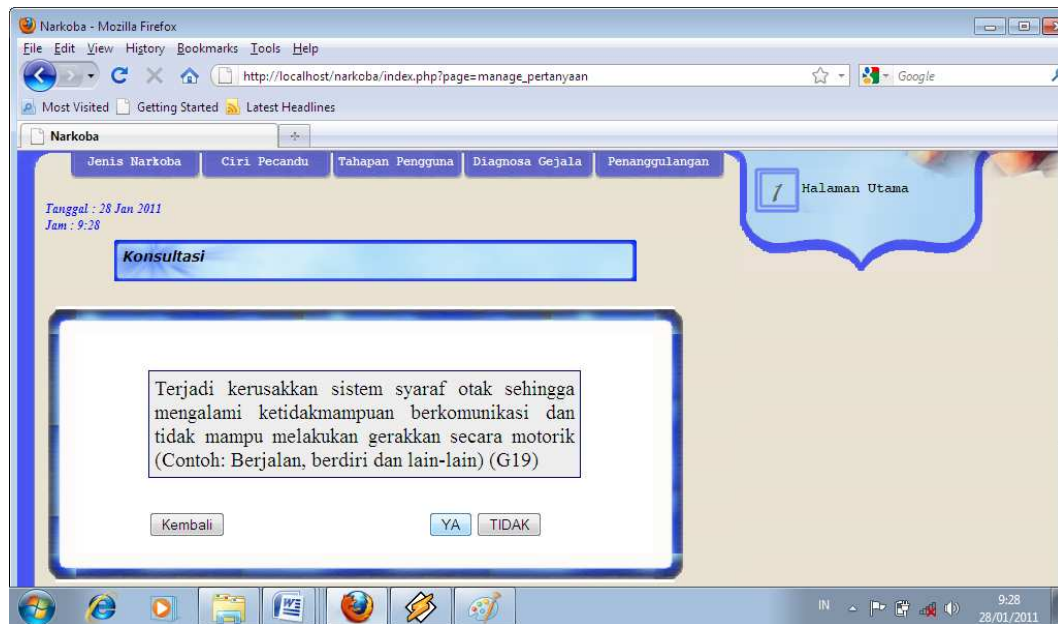 Narkoba - Mozilla Firefox
File Edit View History Bookmarks Tools Help
http://localhost/narkoba/index.php?page=manage_pertanyaan
Google
Most Visited Getting Started Latest Headlines
Narkoba
Jenis Narkoba Ciri Pecandu Tahapan Pengguna Diagnosa Gejala Penanggulangan
1 Halaman Utama
Tanggal : 28 Jan 2011
Jam : 9:28
Konsultasi
Terjadi kerusakkan sistem syaraf otak sehingga
mengalami ketidakmampuan berkomunikasi dan
tidak mampu melakukan gerakkan secara motorik
(Contoh: Berjalan, berdiri dan lain-lain) (G19)
Kembali YA TIDAK
IN 9:28
28/01/2011